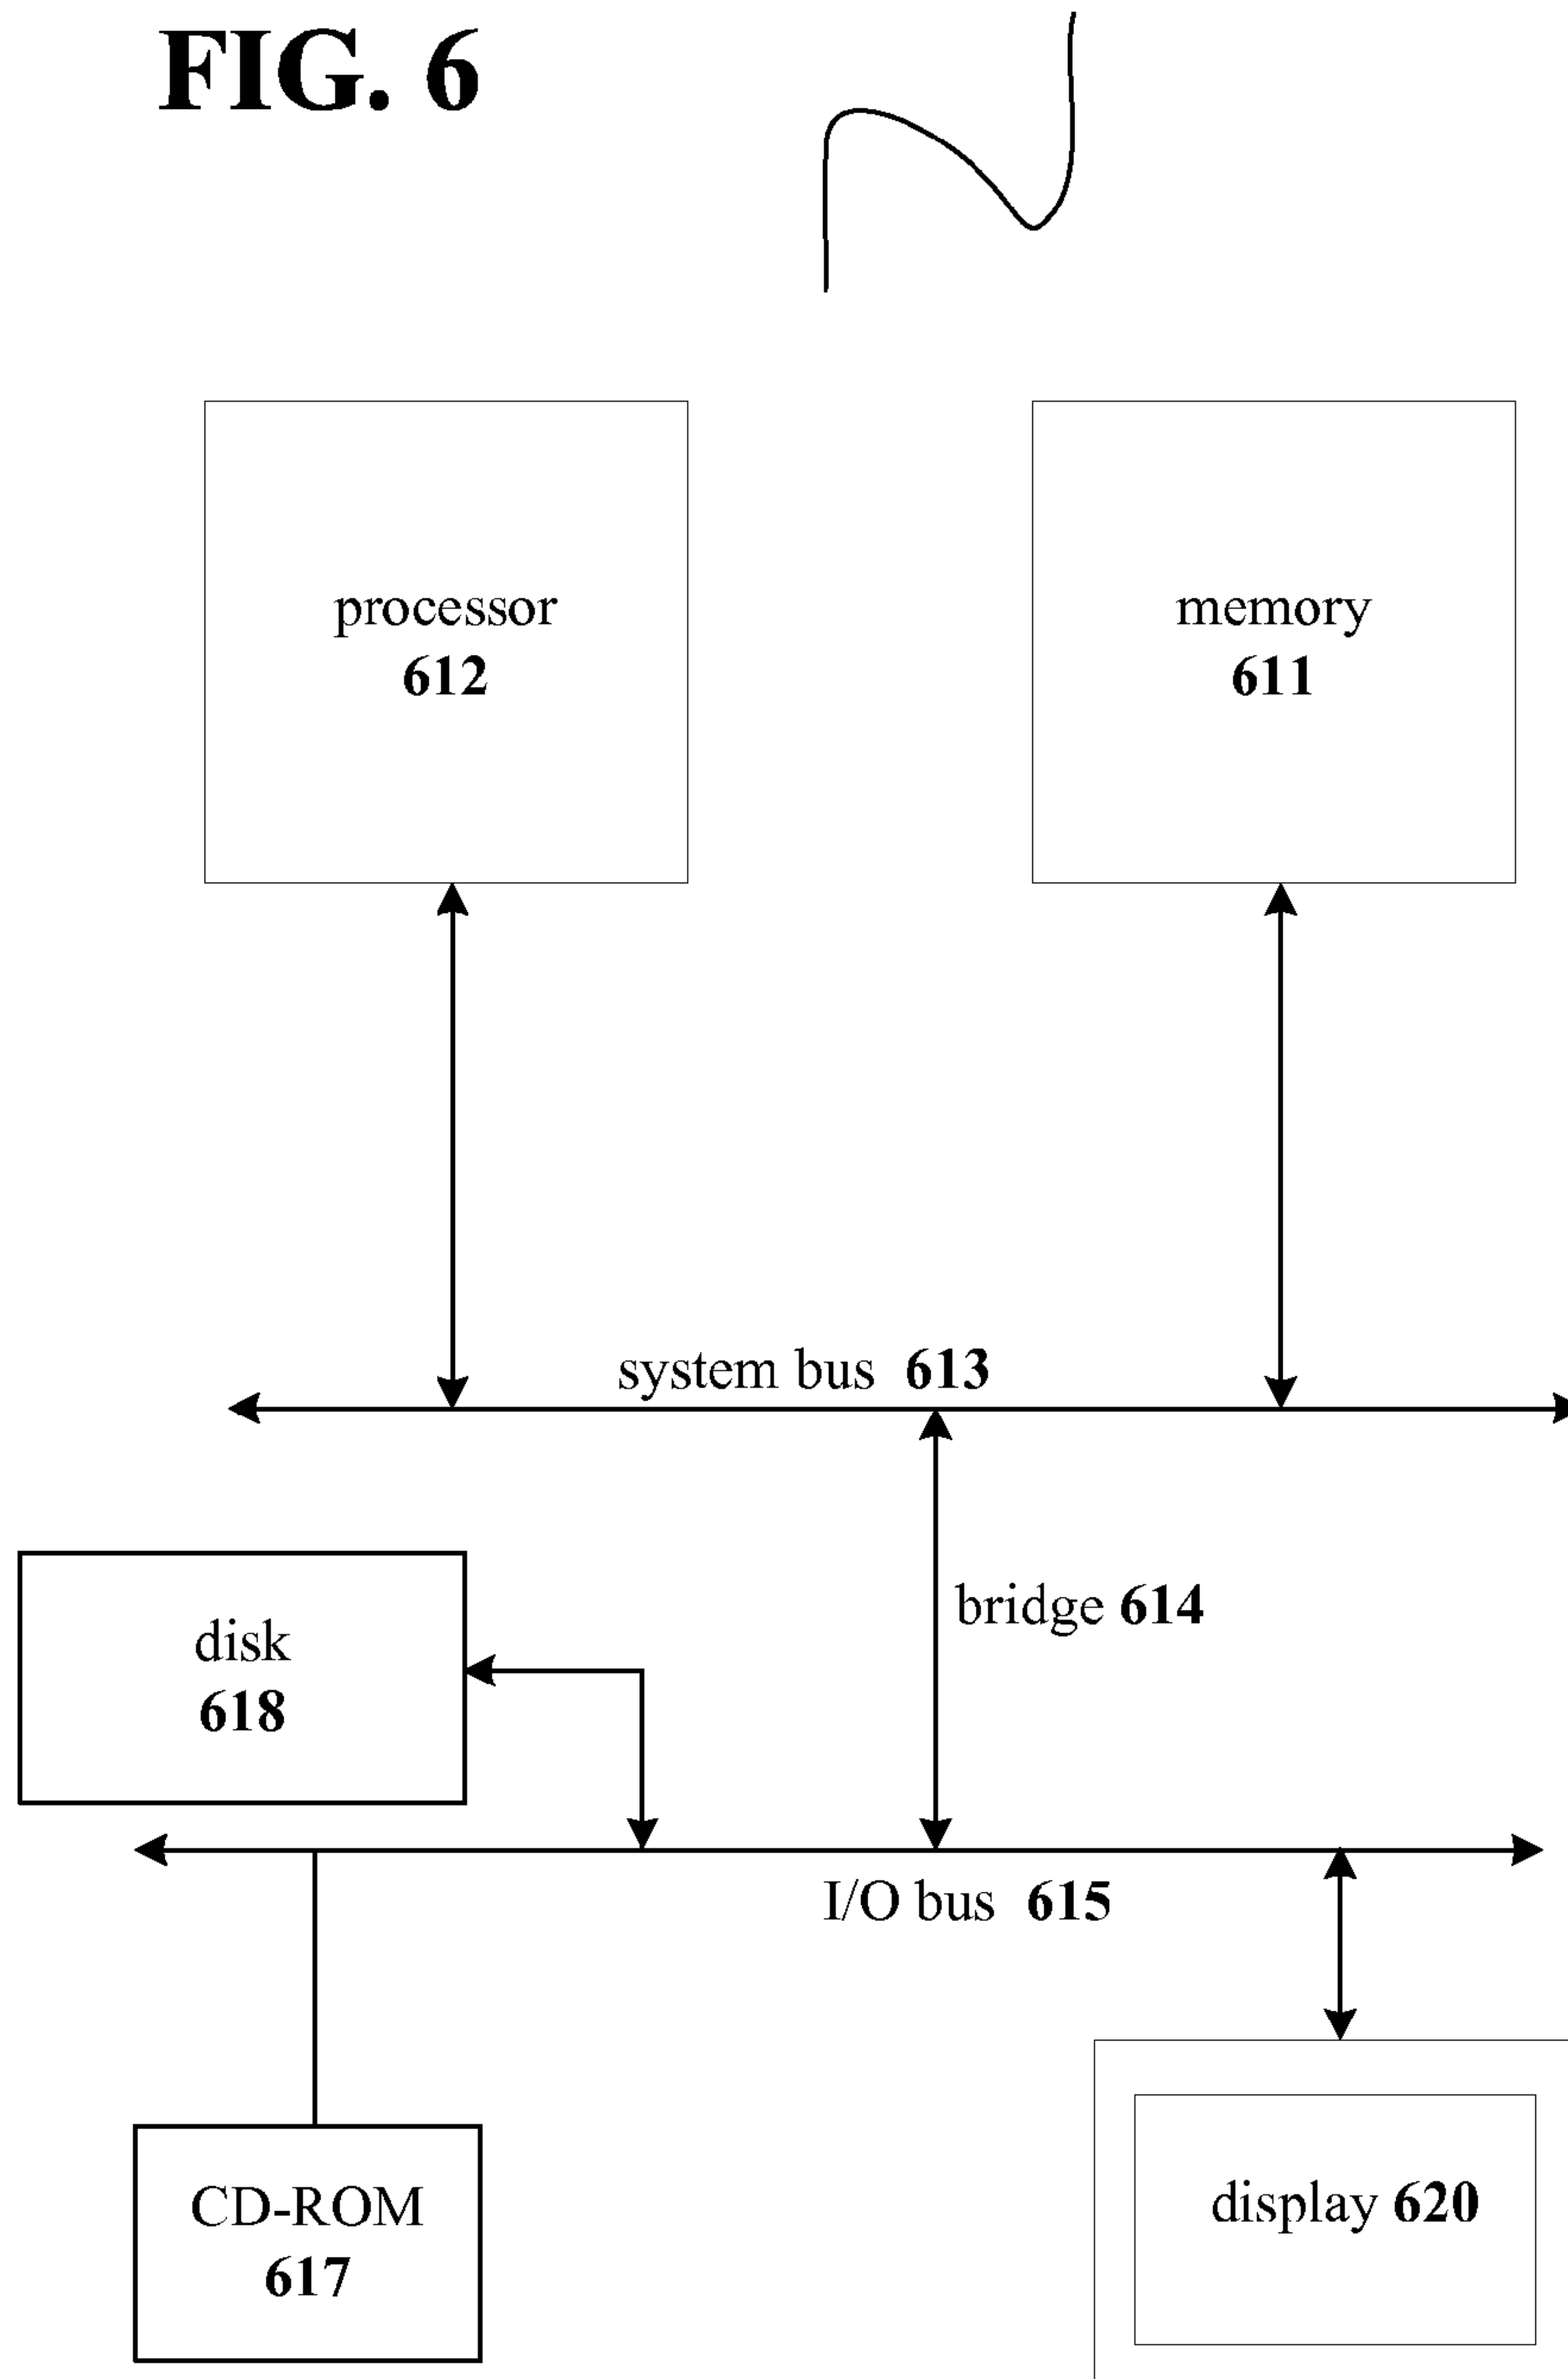 FIG. 6
processor
612
memory
611
system bus 613
disk
618
bridge 614
I/O bus 615
CD-ROM
617
display 620